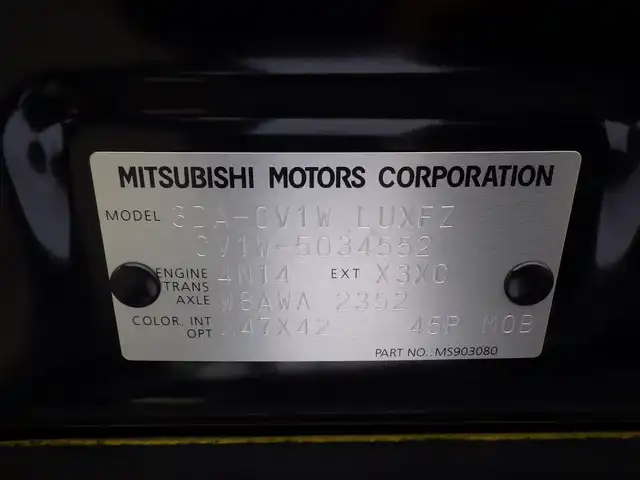 MITSUBISHI MOTORS CORPORATION
MODEL 3DA-CV1W LUXFZ
CV1W-5034552
ENGINE 4N14 EXT X3XC
TRANS
AXLE W8AWA 2352
COLOR. INT 47X42 45P M0B
OPT
PART NO.: MS903080